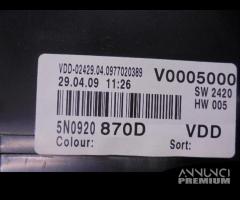 VDD-02429.04.0977020389
V0005000
29.04.09 11:26
SW 2420
HW 005
5N0920 870D
VDD
Colour:
Sort:
ANNUNCI
PREMIUM